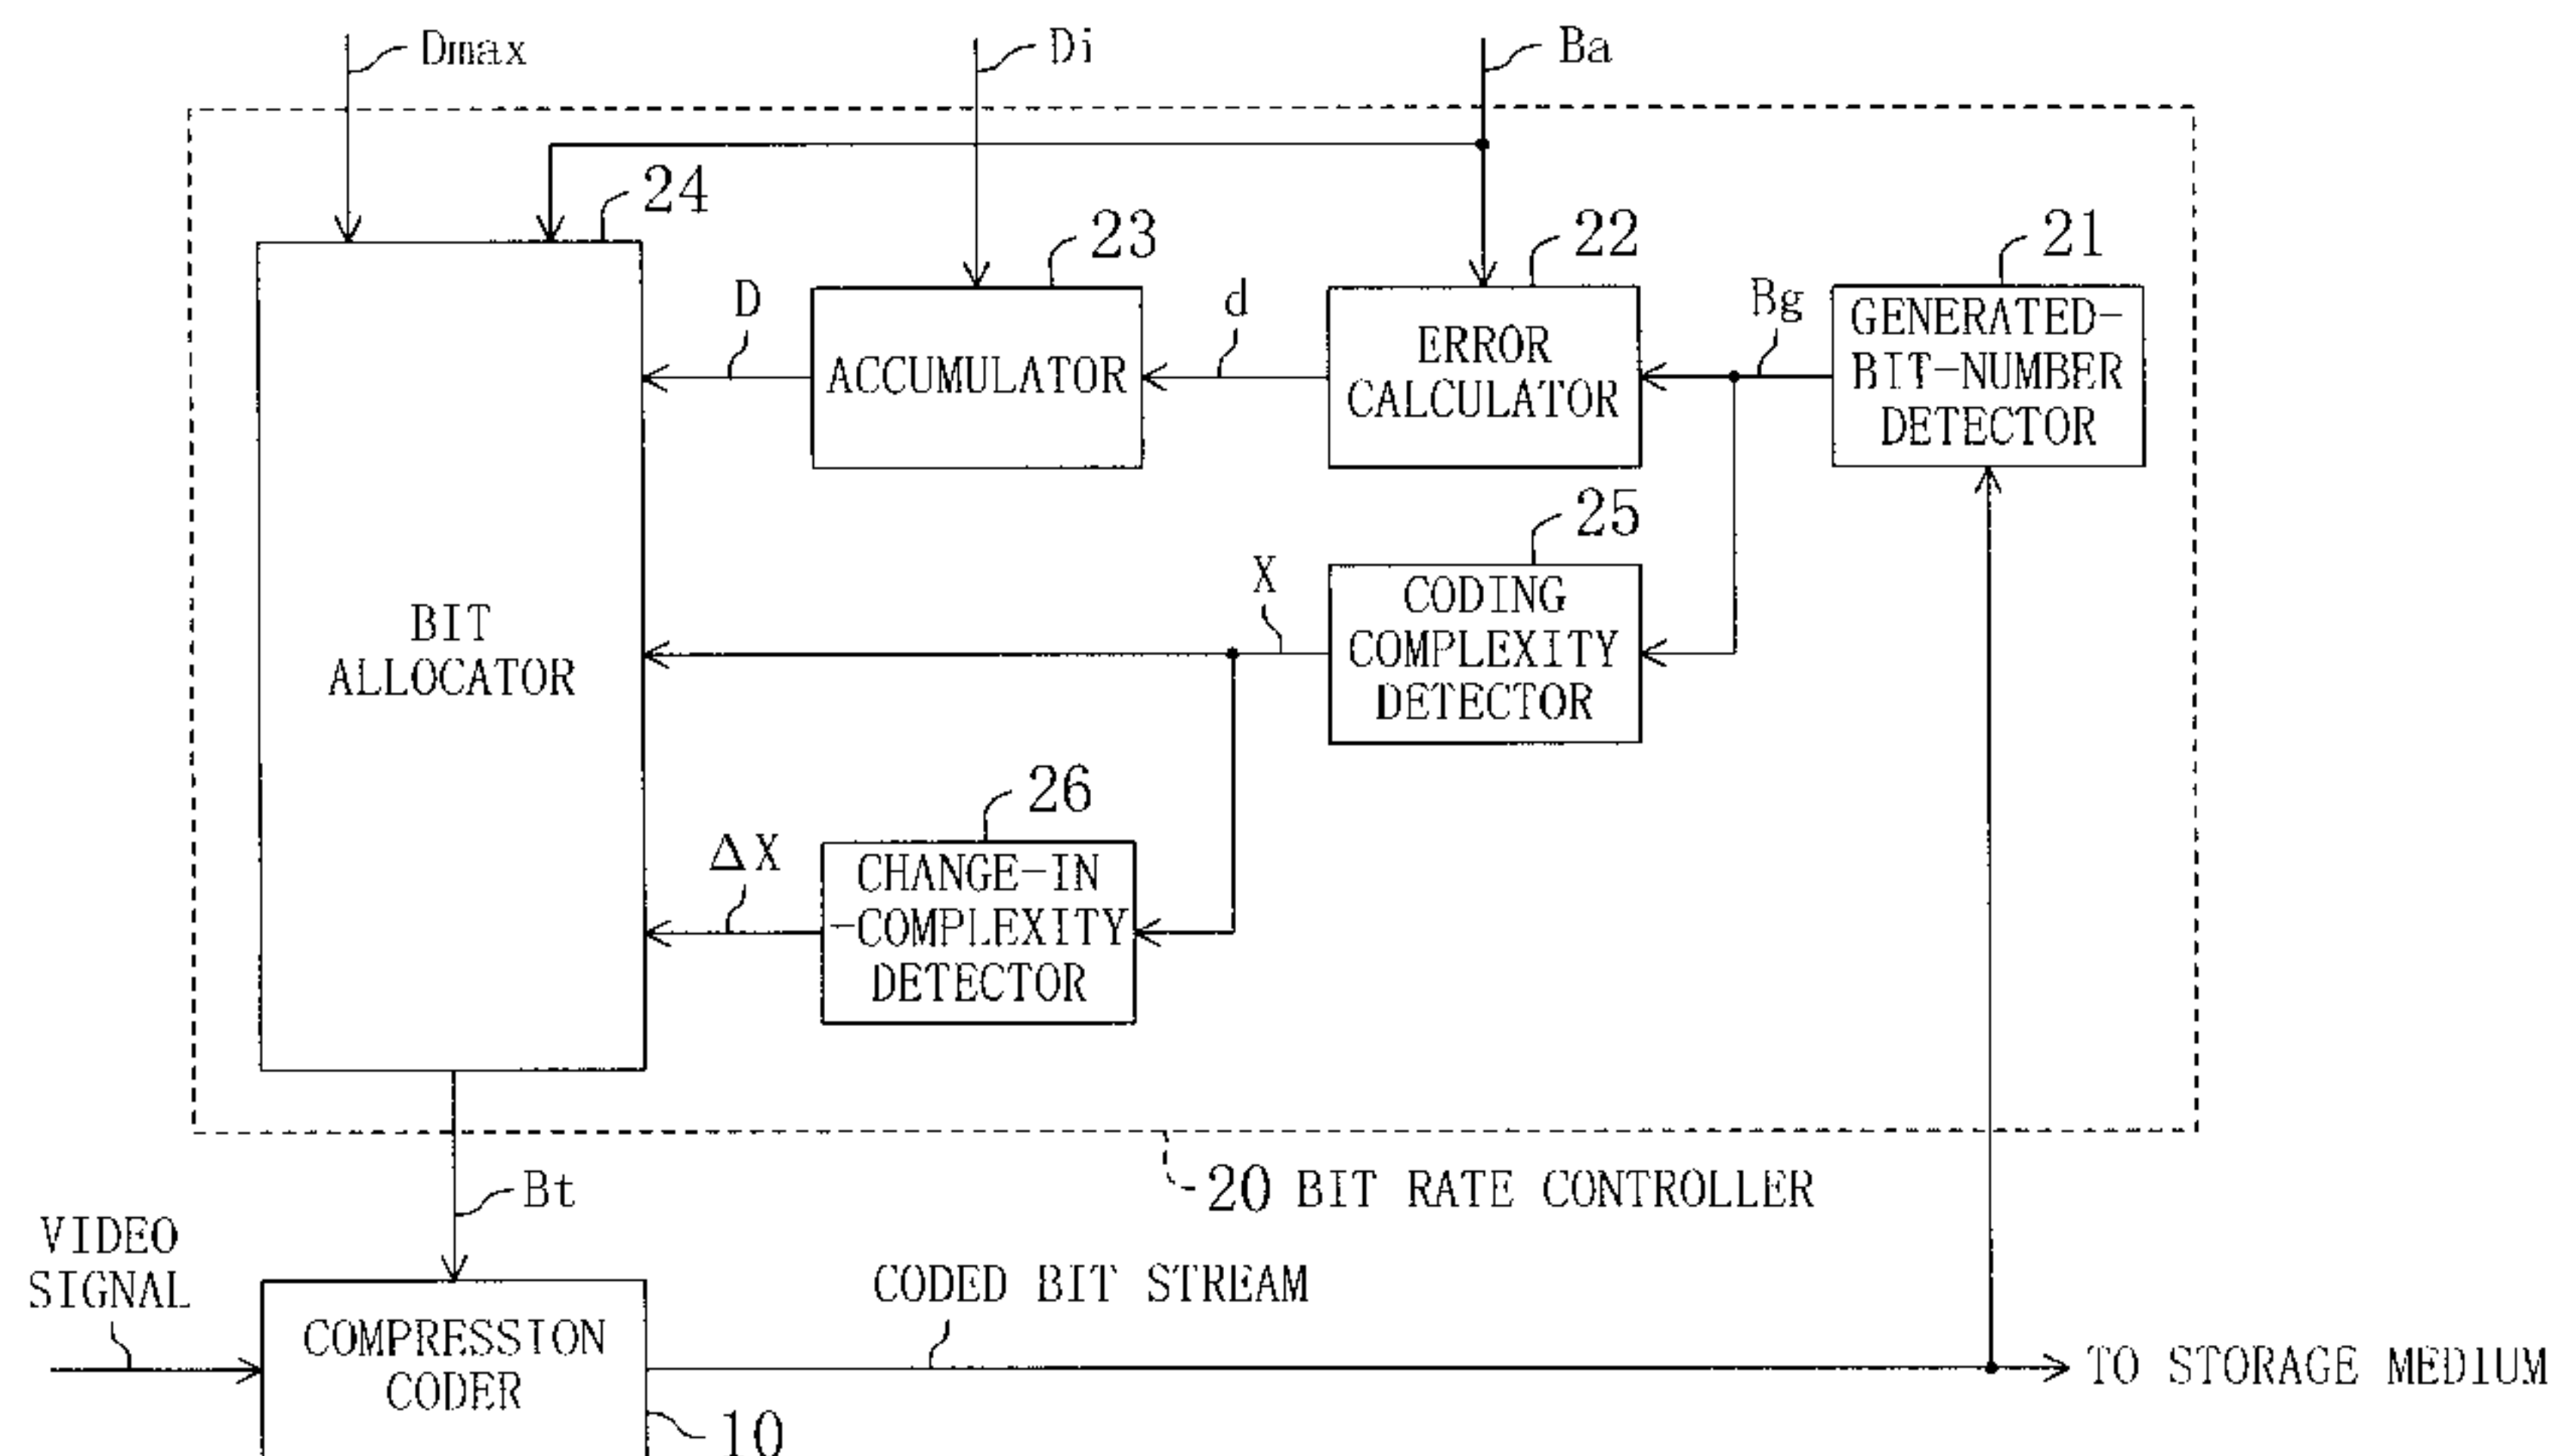 Dmax
Di
Ba
24
23
22
21
D
d
Bg
GENERATED-
BIT-NUMBER
DETECTOR
ERROR
CALCULATOR
ACCUMULATOR
25
X
CODING
COMPLEXITY
DETECTOR
BIT
ALLOCATOR
26
ΔX
CHANGE-IN
-COMPLEXITY
DETECTOR
Bt
20 BIT RATE CONTROLLER
VIDEO
SIGNAL
CODED BIT STREAM
COMPRESSION
CODER
TO STORAGE MEDIUM
10